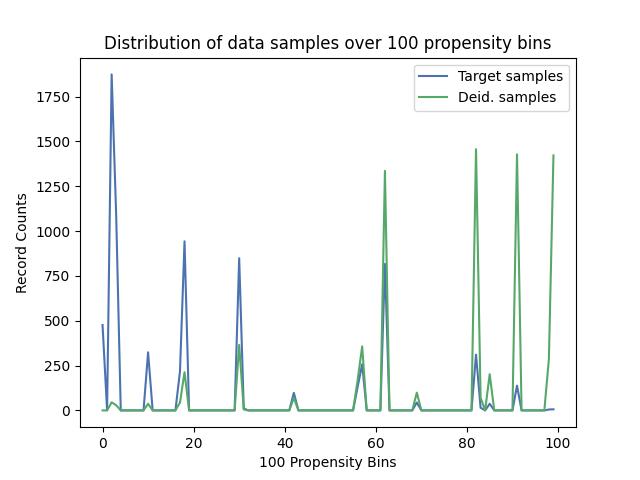 Distribution of data samples over 100 propensity bins
Target samples
Deid. samples
1750
1500
1250
1000
750
500
250
0
Record Counts
0 20 40 60 80 100
100 Propensity Bins